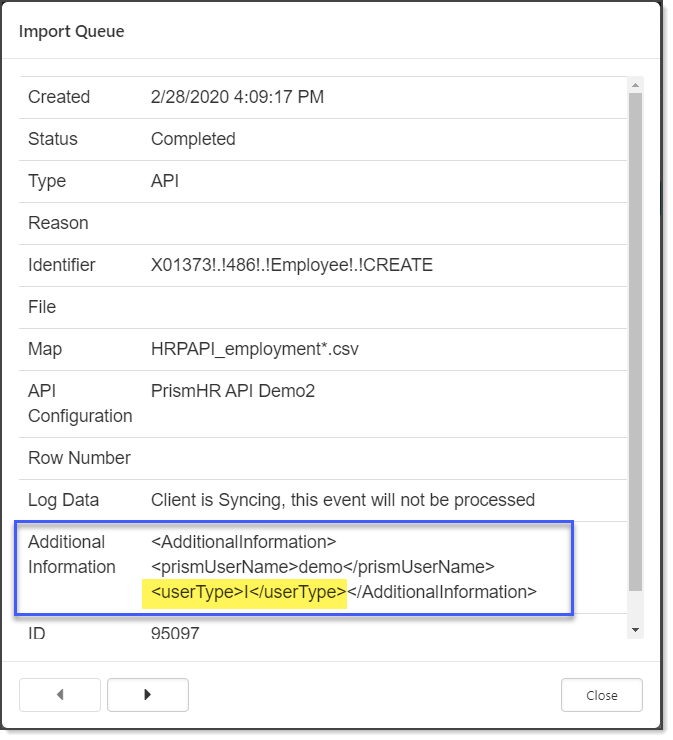 Import Queue
Created 2/28/2020 4:09:17 PM
Status Completed
Type API
Reason
Identifier X01373!.!486!.!Employee!.!CREATE
File
Map HRPAPI_employment*.csv
API Configuration PrismHR API Demo2
Row Number
Log Data Client is Syncing, this event will not be processed
Additional Information <AdditionalInformation>
<prismUserName>demo</prismUserName>
<userType>I</userType></AdditionalInformation>
ID 95097
Close